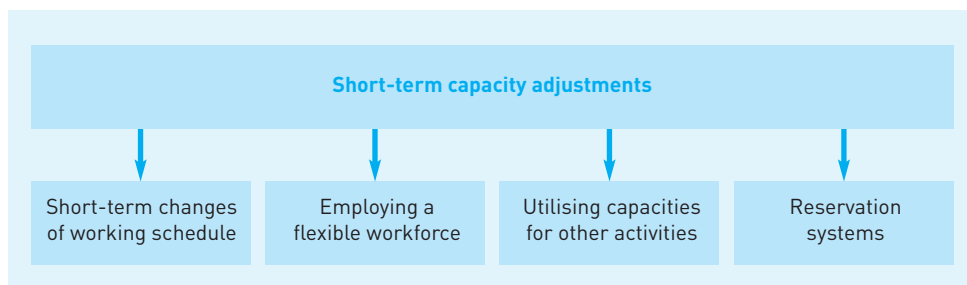 Short-term capacity adjustments
Short-term changes
of working schedule
Employing a
flexible workforce
Utilising capacities
for other activities
Reservation
systems